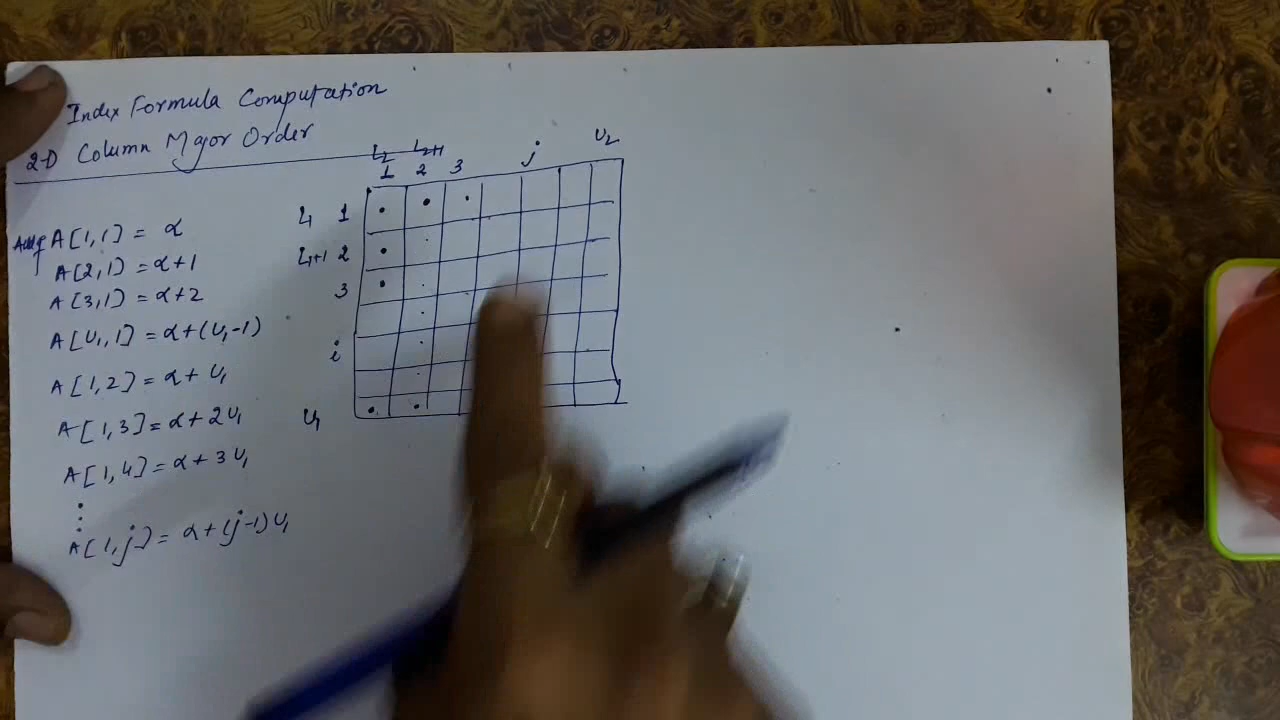 Index Formula Computation
2-D Column Major Order
A[1,1] = α
A[2,1) = α+1
A[3,1) = α+2
A[U₁,1] = α+(U₁-1)
A[1,2] = α+ U₁
A[1,3] = α+ 2U₁
A[1,4] = α+ 3U₁
A[1,j] = α+(j-1)U₁
L₂ L₂+1 j U₂
1 2 3
L₁ 1
L₁+1 2
3
i
U₁